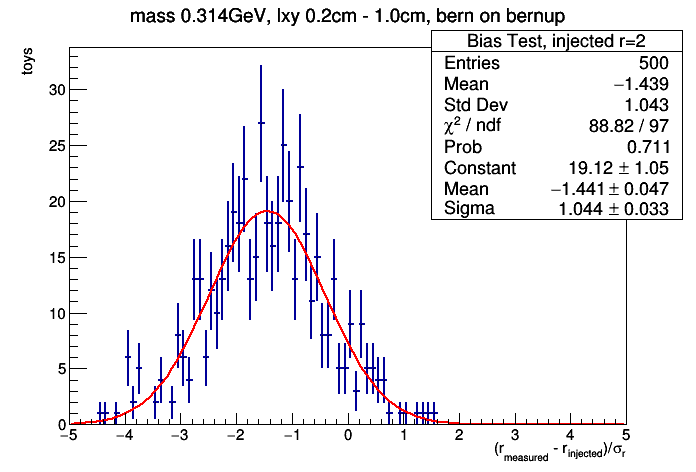 mass 0.314GeV, lxy 0.2cm - 1.0cm, bern on bernup
Bias Test, injected r=2
Entries 500
Mean −1.439
Std Dev 1.043
χ² / ndf 88.82 / 97
Prob 0.711
Constant 19.12 ± 1.05
Mean −1.441 ± 0.047
Sigma 1.044 ± 0.033
toys
30
25
20
15
10
5
0
−5 −4 −3 −2 −1 0 1 2 3 4 5
(r_measured - r_injected)/σ_r